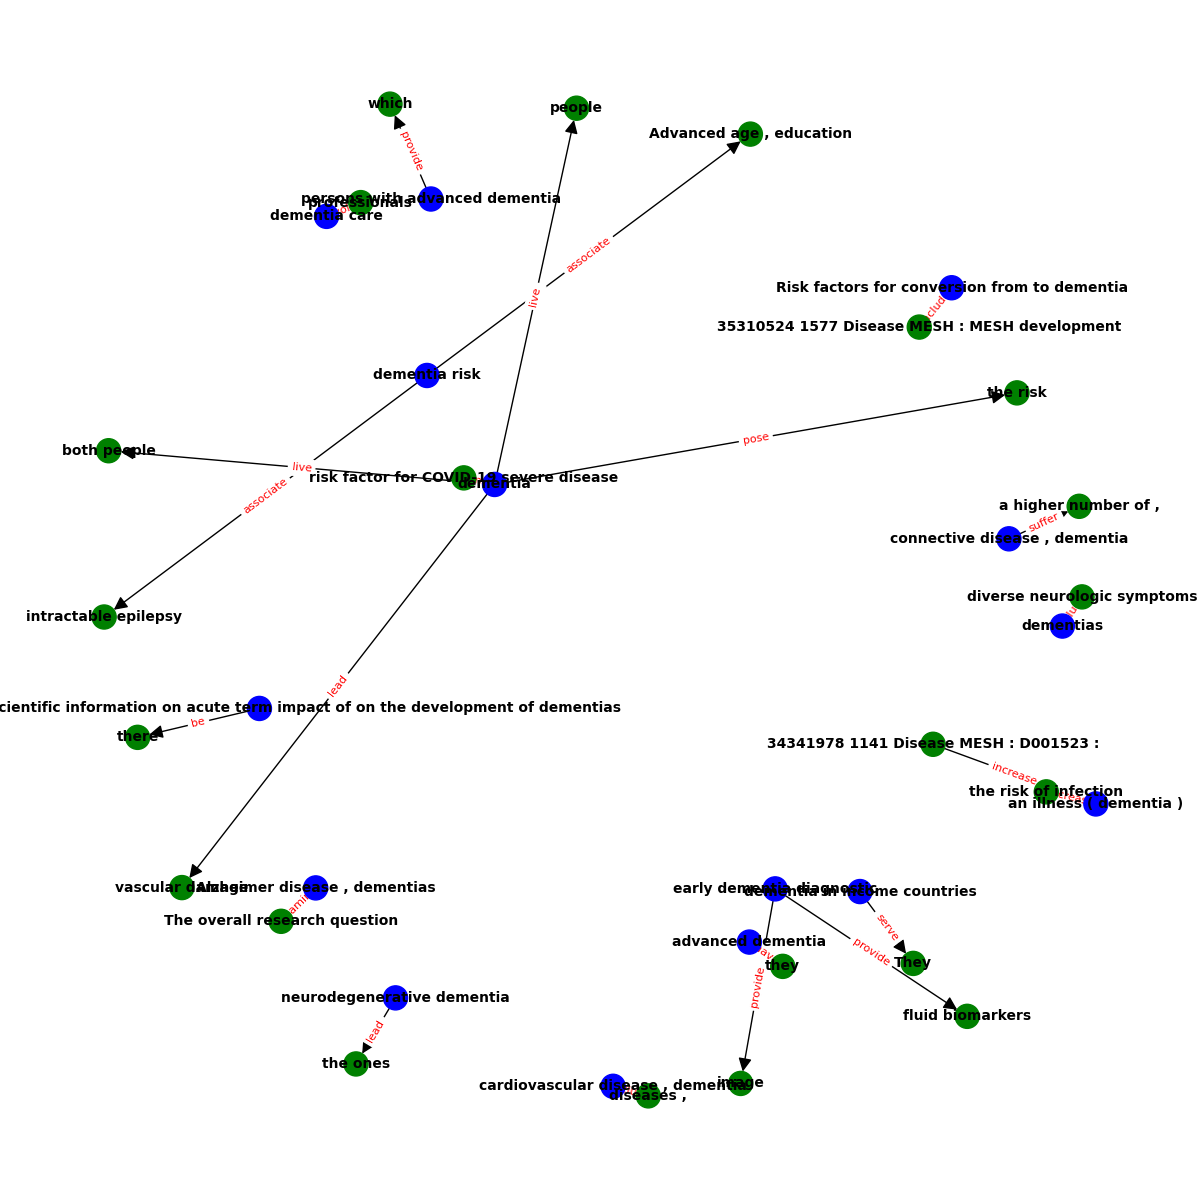 which
people
Advanced age , education
provide
persons with advanced dementia
professionals
dementia care
associate
Risk factors for conversion from to dementia
live
35310524 1577 Disease MESH : MESH development
dementia risk
the risk
pose
both people
live
risk factor for COVID-19 severe disease
dementia
associate
a higher number of ,
suffer
connective disease , dementia
diverse neurologic symptoms
intractable epilepsy
dementias
lead
cientific information on acute term impact of on the development of dementias
be
there
34341978 1141 Disease MESH : D001523 :
increase
the risk of infection
an illness ( dementia )
vascular damage
Alzheimer disease , dementias
early dementia diagnostic
dementia in income countries
The overall research question
serve
advanced dementia
provide
they
They
provide
neurodegenerative dementia
fluid biomarkers
lead
the ones
image
cardiovascular disease , dementia
diseases ,